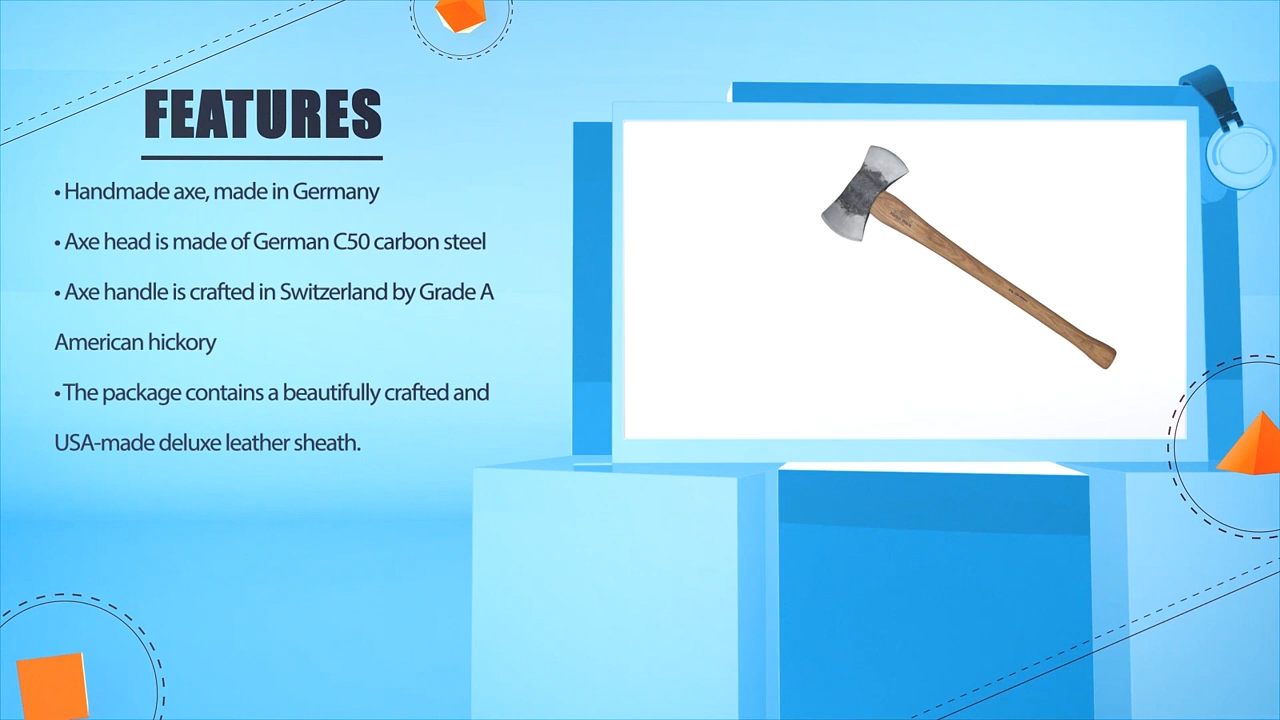 FEATURES
• Handmade axe, made in Germany
• Axe head is made of German C50 carbon steel
• Axe handle is crafted in Switzerland by Grade A
American hickory
• The package contains a beautifully crafted and
USA-made deluxe leather sheath.